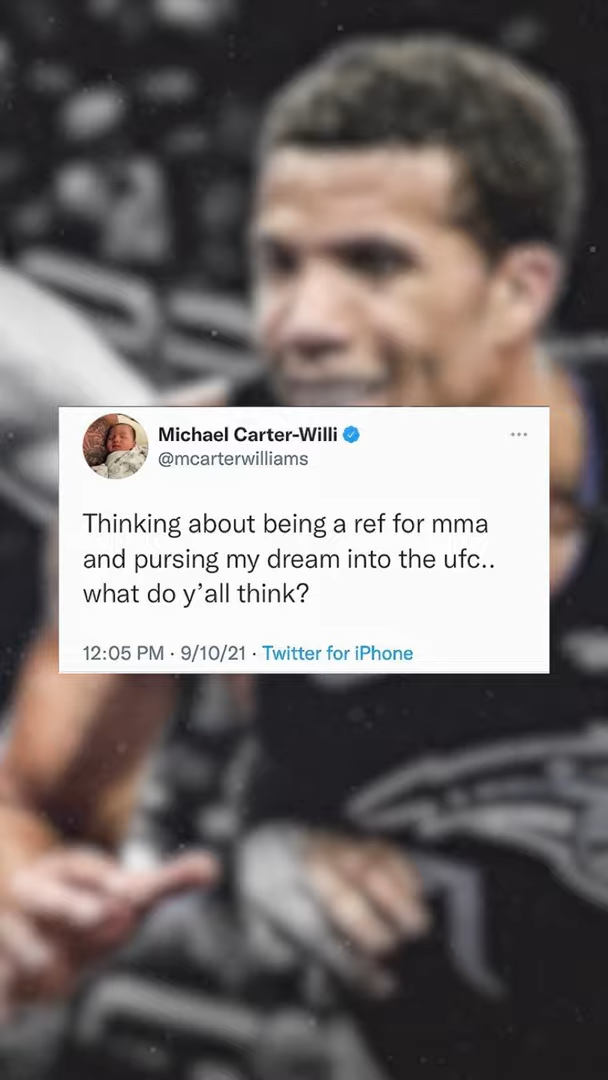 Michael Carter-Willi
@mcarterwilliams
Thinking about being a ref for mma
and pursing my dream into the ufc..
what do y'all think?
12:05 PM · 9/10/21 · Twitter for iPhone